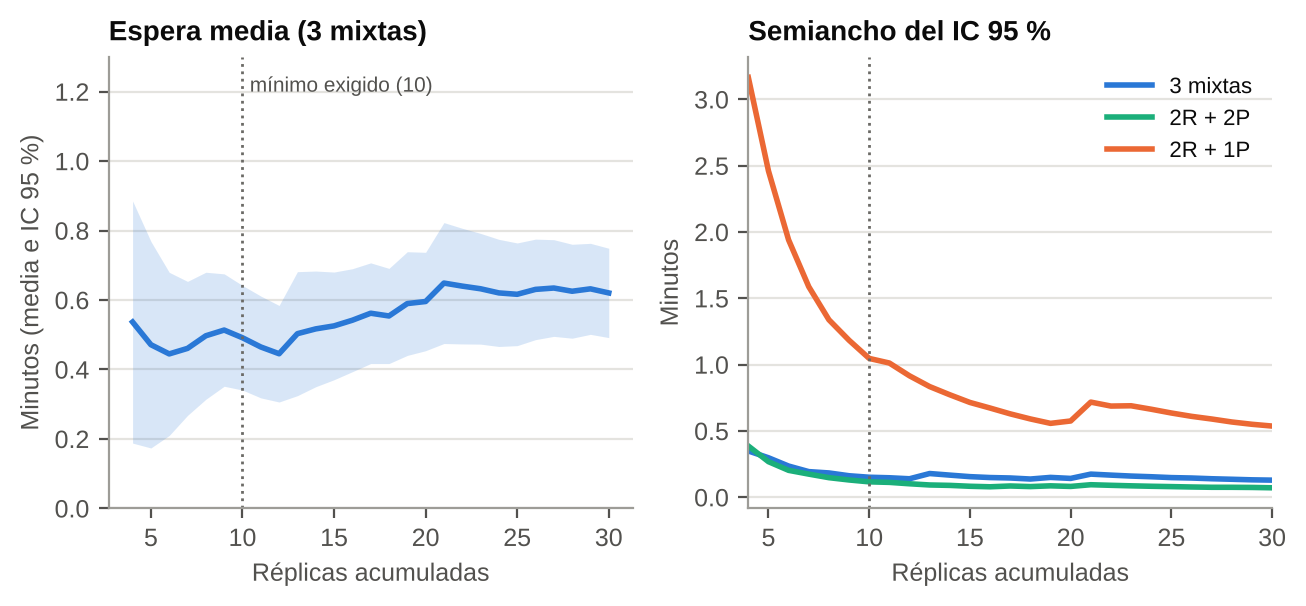 Espera media (3 mixtas)
mínimo exigido (10)
Minutos (media e IC 95 %)
1.2
1.0
0.8
0.6
0.4
0.2
0.0
5 10 15 20 25 30
Réplicas acumuladas
Semiancho del IC 95 %
3 mixtas
2R + 2P
2R + 1P
Minutos
3.0
2.5
2.0
1.5
1.0
0.5
0.0
5 10 15 20 25 30
Réplicas acumuladas